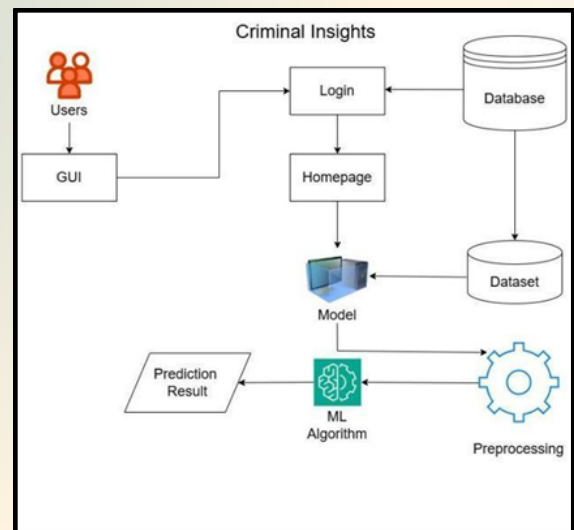 Criminal Insights
Users
Login
Database
GUI
Homepage
Dataset
Model
Prediction
Result
ML
Algorithm
Preprocessing